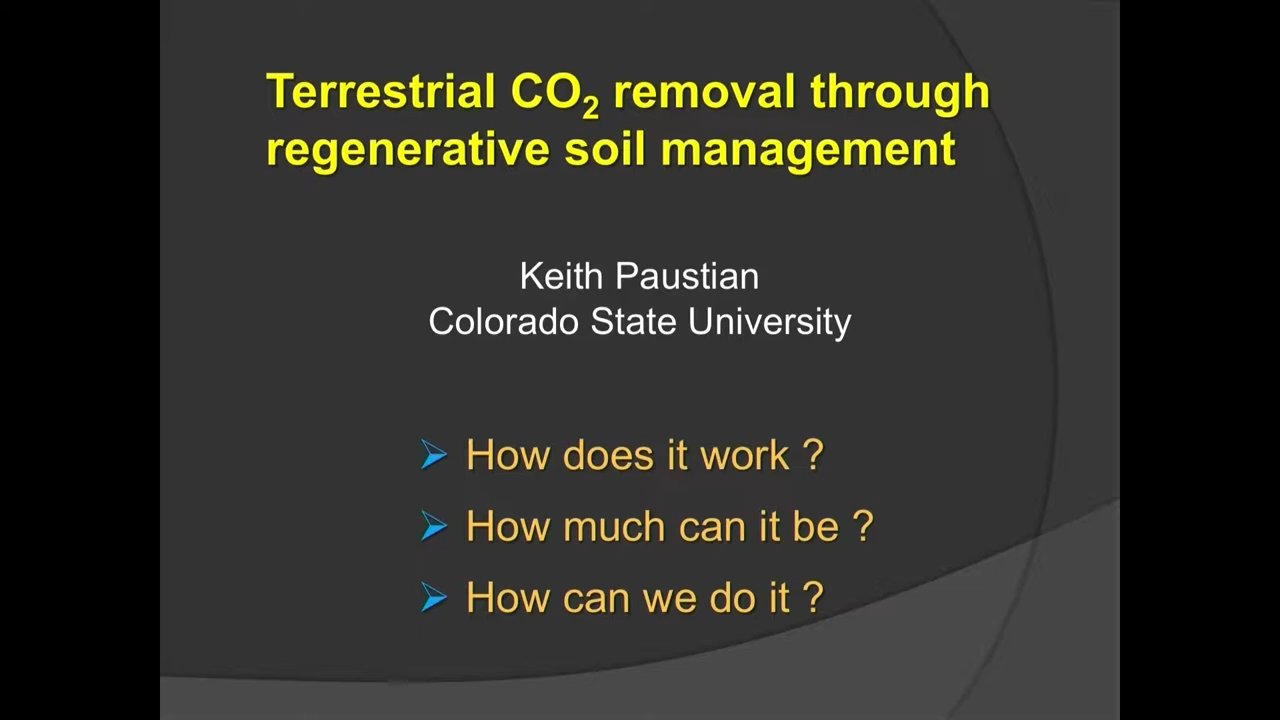 Terrestrial CO₂ removal through
regenerative soil management
Keith Paustian
Colorado State University
➢ How does it work ?
➢ How much can it be ?
➢ How can we do it ?